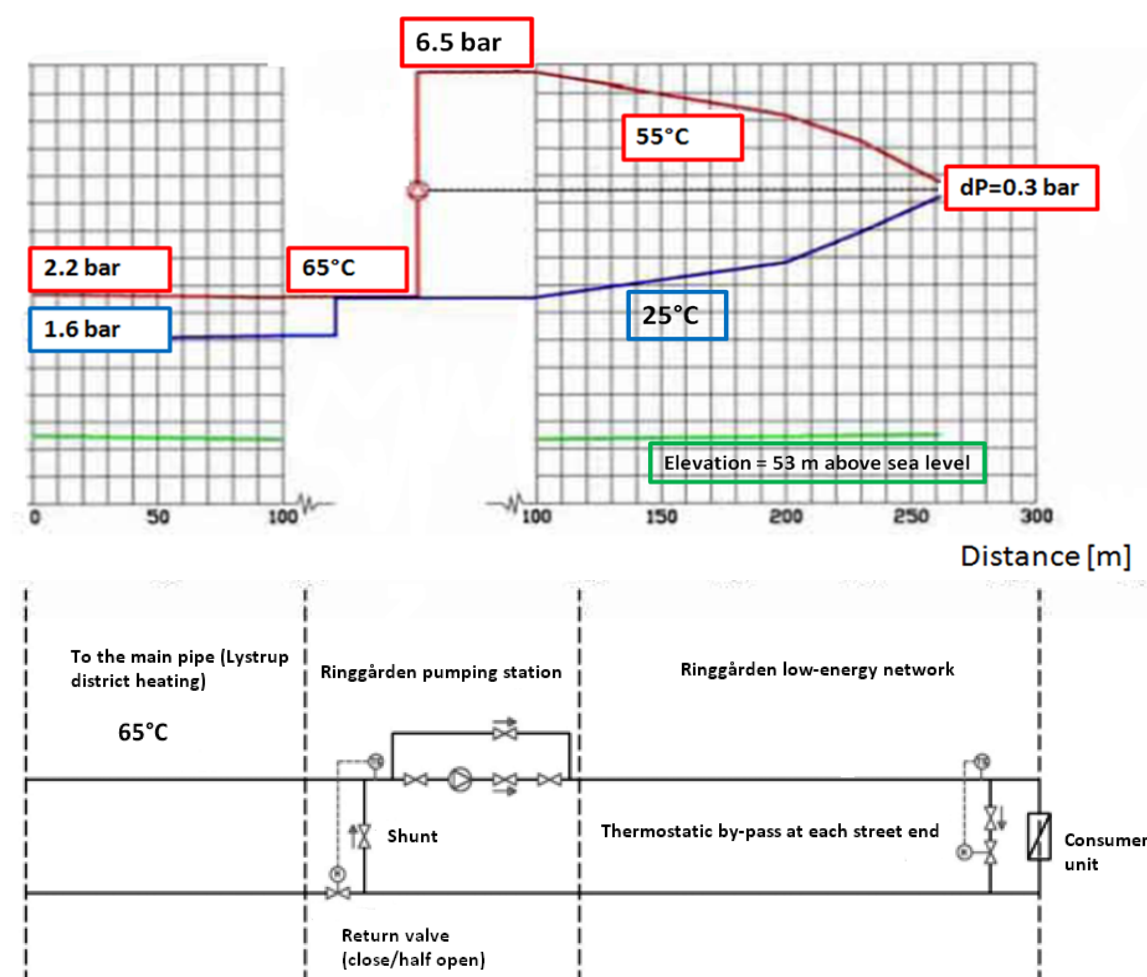 6.5 bar
55°C
dP=0.3 bar
2.2 bar
65°C
1.6 bar
25°C
Elevation = 53 m above sea level
0 50 100 100 150 200 250 300
Distance [m]
To the main pipe (Lystrup
district heating)
65°C
Ringgården pumping station
Ringgården low-energy network
Shunt
Thermostatic by-pass at each street end
Consumer
unit
Return valve
(close/half open)